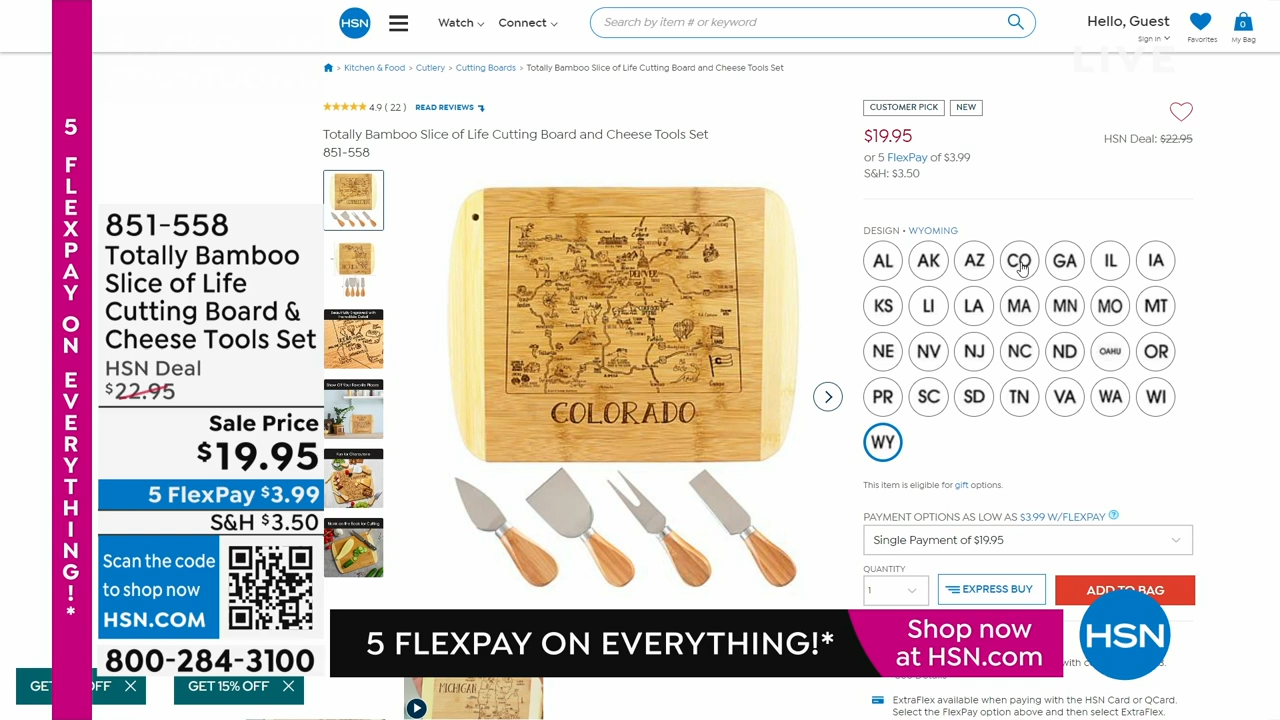 HSN
Watch
Connect
Search by item # or keyword
Hello, Guest
Sign in
Favorites
0
My Bag
LIVE
> Kitchen & Food > Cutlery > Cutting Boards > Totally Bamboo Slice of Life Cutting Board and Cheese Tools Set
4.9 ( 22 )
READ REVIEWS
Totally Bamboo Slice of Life Cutting Board and Cheese Tools Set
851-558
CUSTOMER PICK
NEW
$19.95
HSN Deal: $22.95
or 5 FlexPay of $3.99
S&H: $3.50
DESIGN • WYOMING
AL AK AZ CO GA IL IA
KS LI LA MA MN MO MT
NE NV NJ NC ND OAHU OR
PR SC SD TN VA WA WI
WY
This item is eligible for gift options.
PAYMENT OPTIONS AS LOW AS $3.99 W/FLEXPAY
Single Payment of $19.95
QUANTITY
1
EXPRESS BUY
ADD TO BAG
ExtraFlex available when paying with the HSN Card or QCard.
Select the FlexPay option above and then select ExtraFlex.
DENVER
COLORADO
MICHIGAN
5 FLEXPAY ON EVERYTHING!*
851-558
Totally Bamboo
Slice of Life
Cutting Board &
Cheese Tools Set
HSN Deal
$22.95
Sale Price
$19.95
5 FlexPay $3.99
S&H $3.50
Scan the code
to shop now
HSN.COM
800-284-3100
GET OFF
GET 15% OFF
5 FLEXPAY ON EVERYTHING!*
Shop now
at HSN.com
HSN